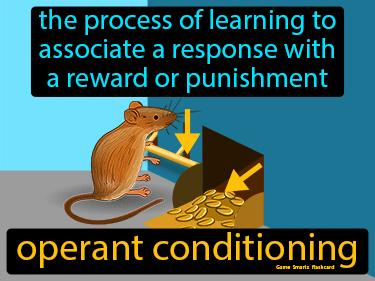 the process of learning to
associate a response with
a reward or punishment
operant conditioning
Game Smartz flashcard